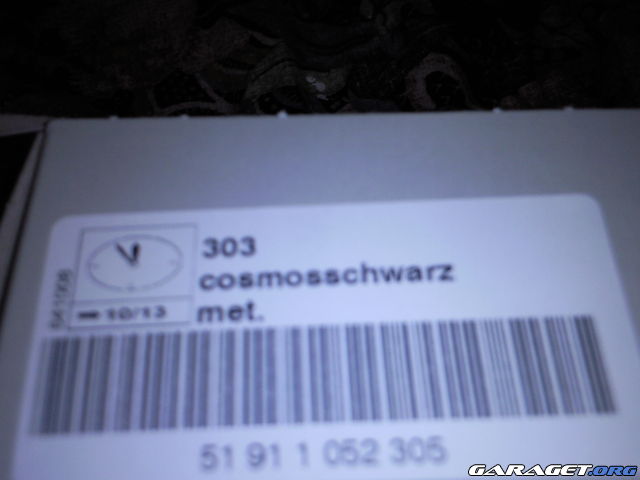 303
cosmosschwarz
met.
10/13
51 91 1 052 305
GARAGET.ORG